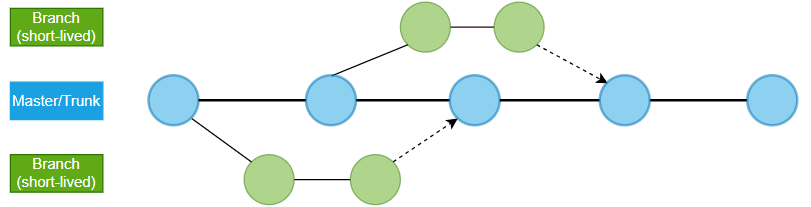 Branch
(short-lived)
Master/Trunk
Branch
(short-lived)